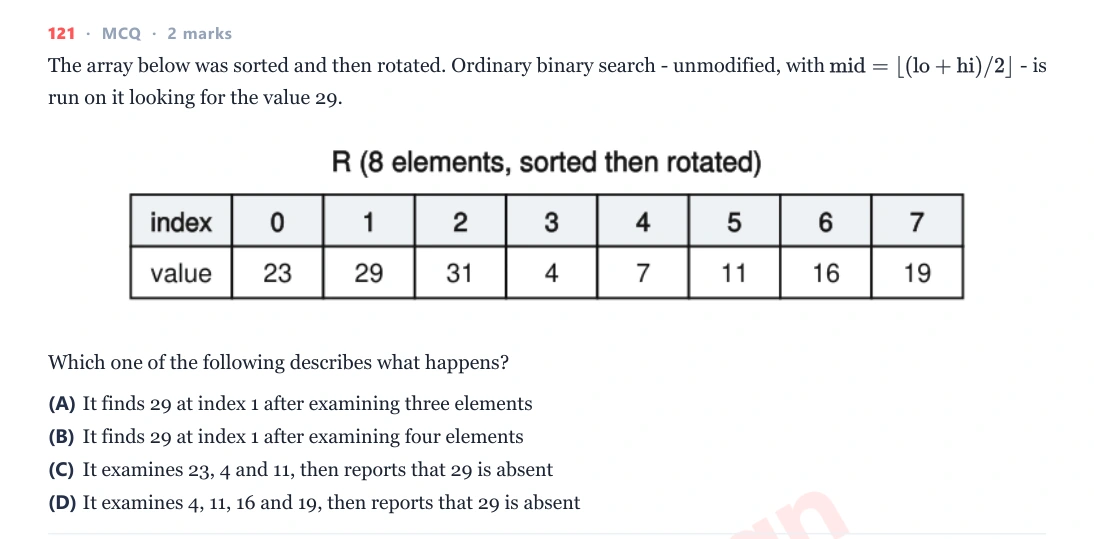 121 · MCQ · 2 marks
The array below was sorted and then rotated. Ordinary binary search - unmodified, with mid = ⌊(lo + hi)/2⌋ - is
run on it looking for the value 29.
R (8 elements, sorted then rotated)
index 0 1 2 3 4 5 6 7
value 23 29 31 4 7 11 16 19
Which one of the following describes what happens?
(A) It finds 29 at index 1 after examining three elements
(B) It finds 29 at index 1 after examining four elements
(C) It examines 23, 4 and 11, then reports that 29 is absent
(D) It examines 4, 11, 16 and 19, then reports that 29 is absent